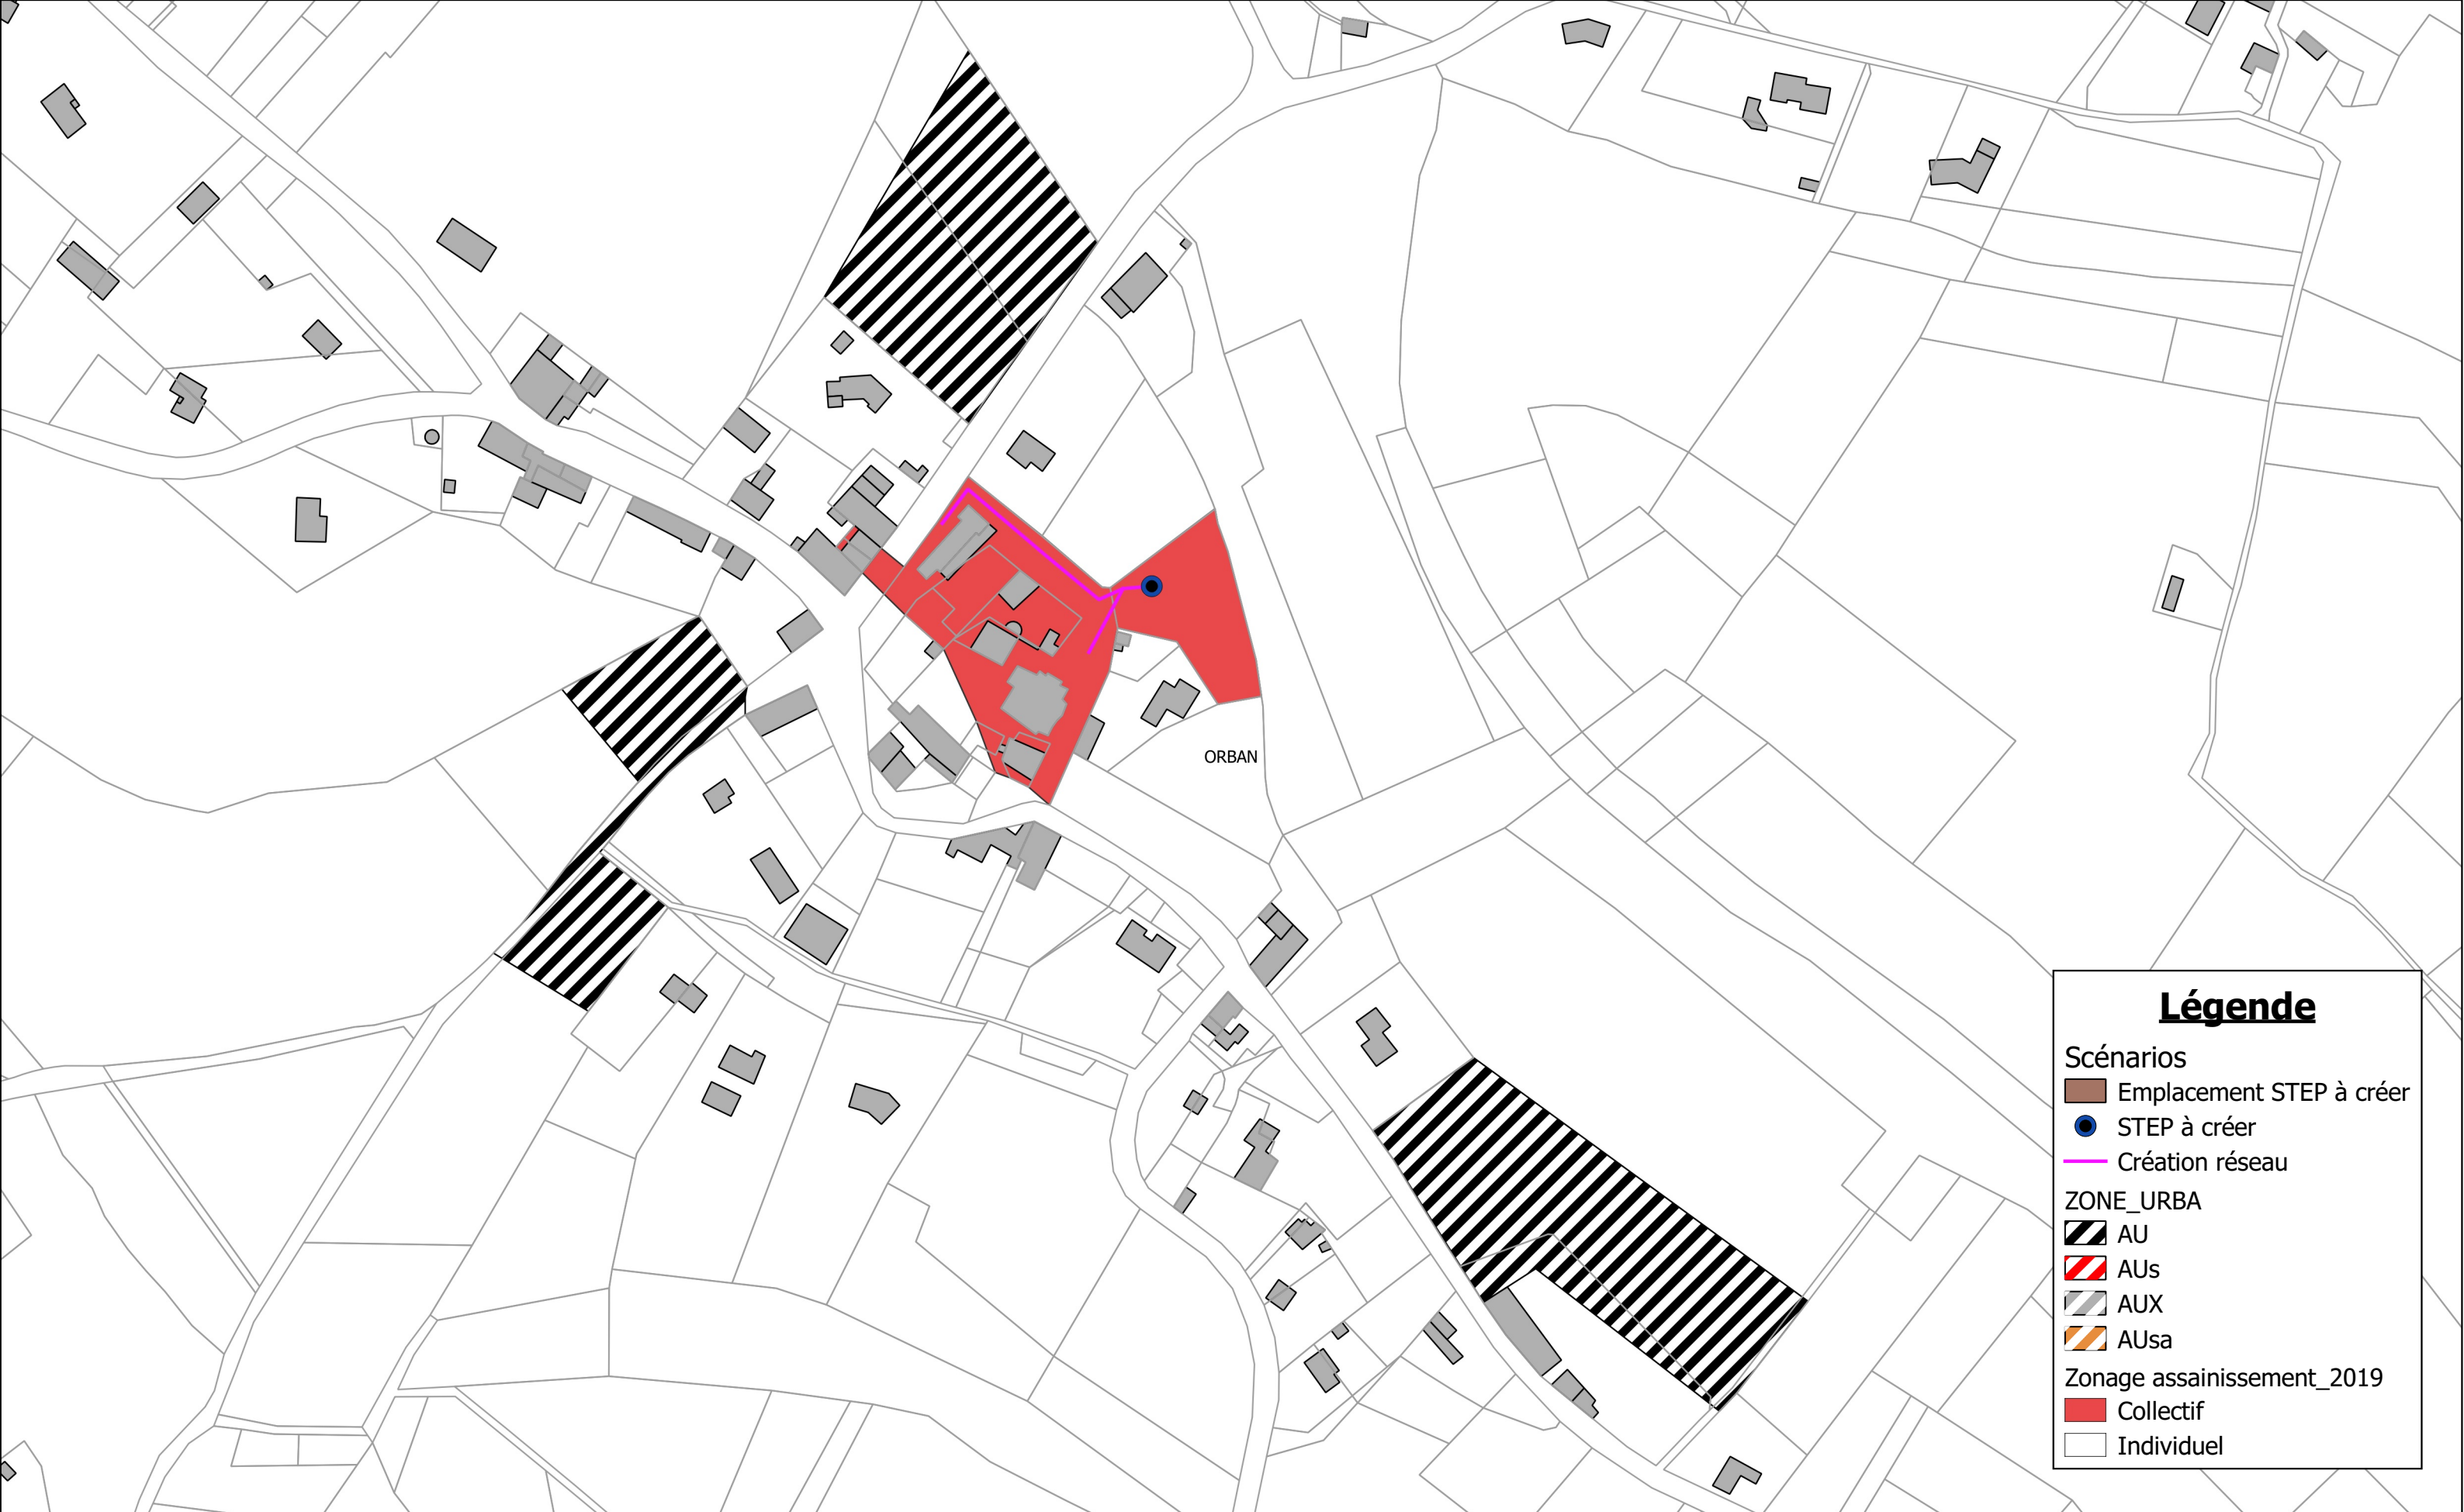 ORBAN
Légende
Scénarios
Emplacement STEP à créer
STEP à créer
Création réseau
ZONE_URBA
AU
AUs
AUX
AUsa
Zonage assainissement_2019
Collectif
Individuel